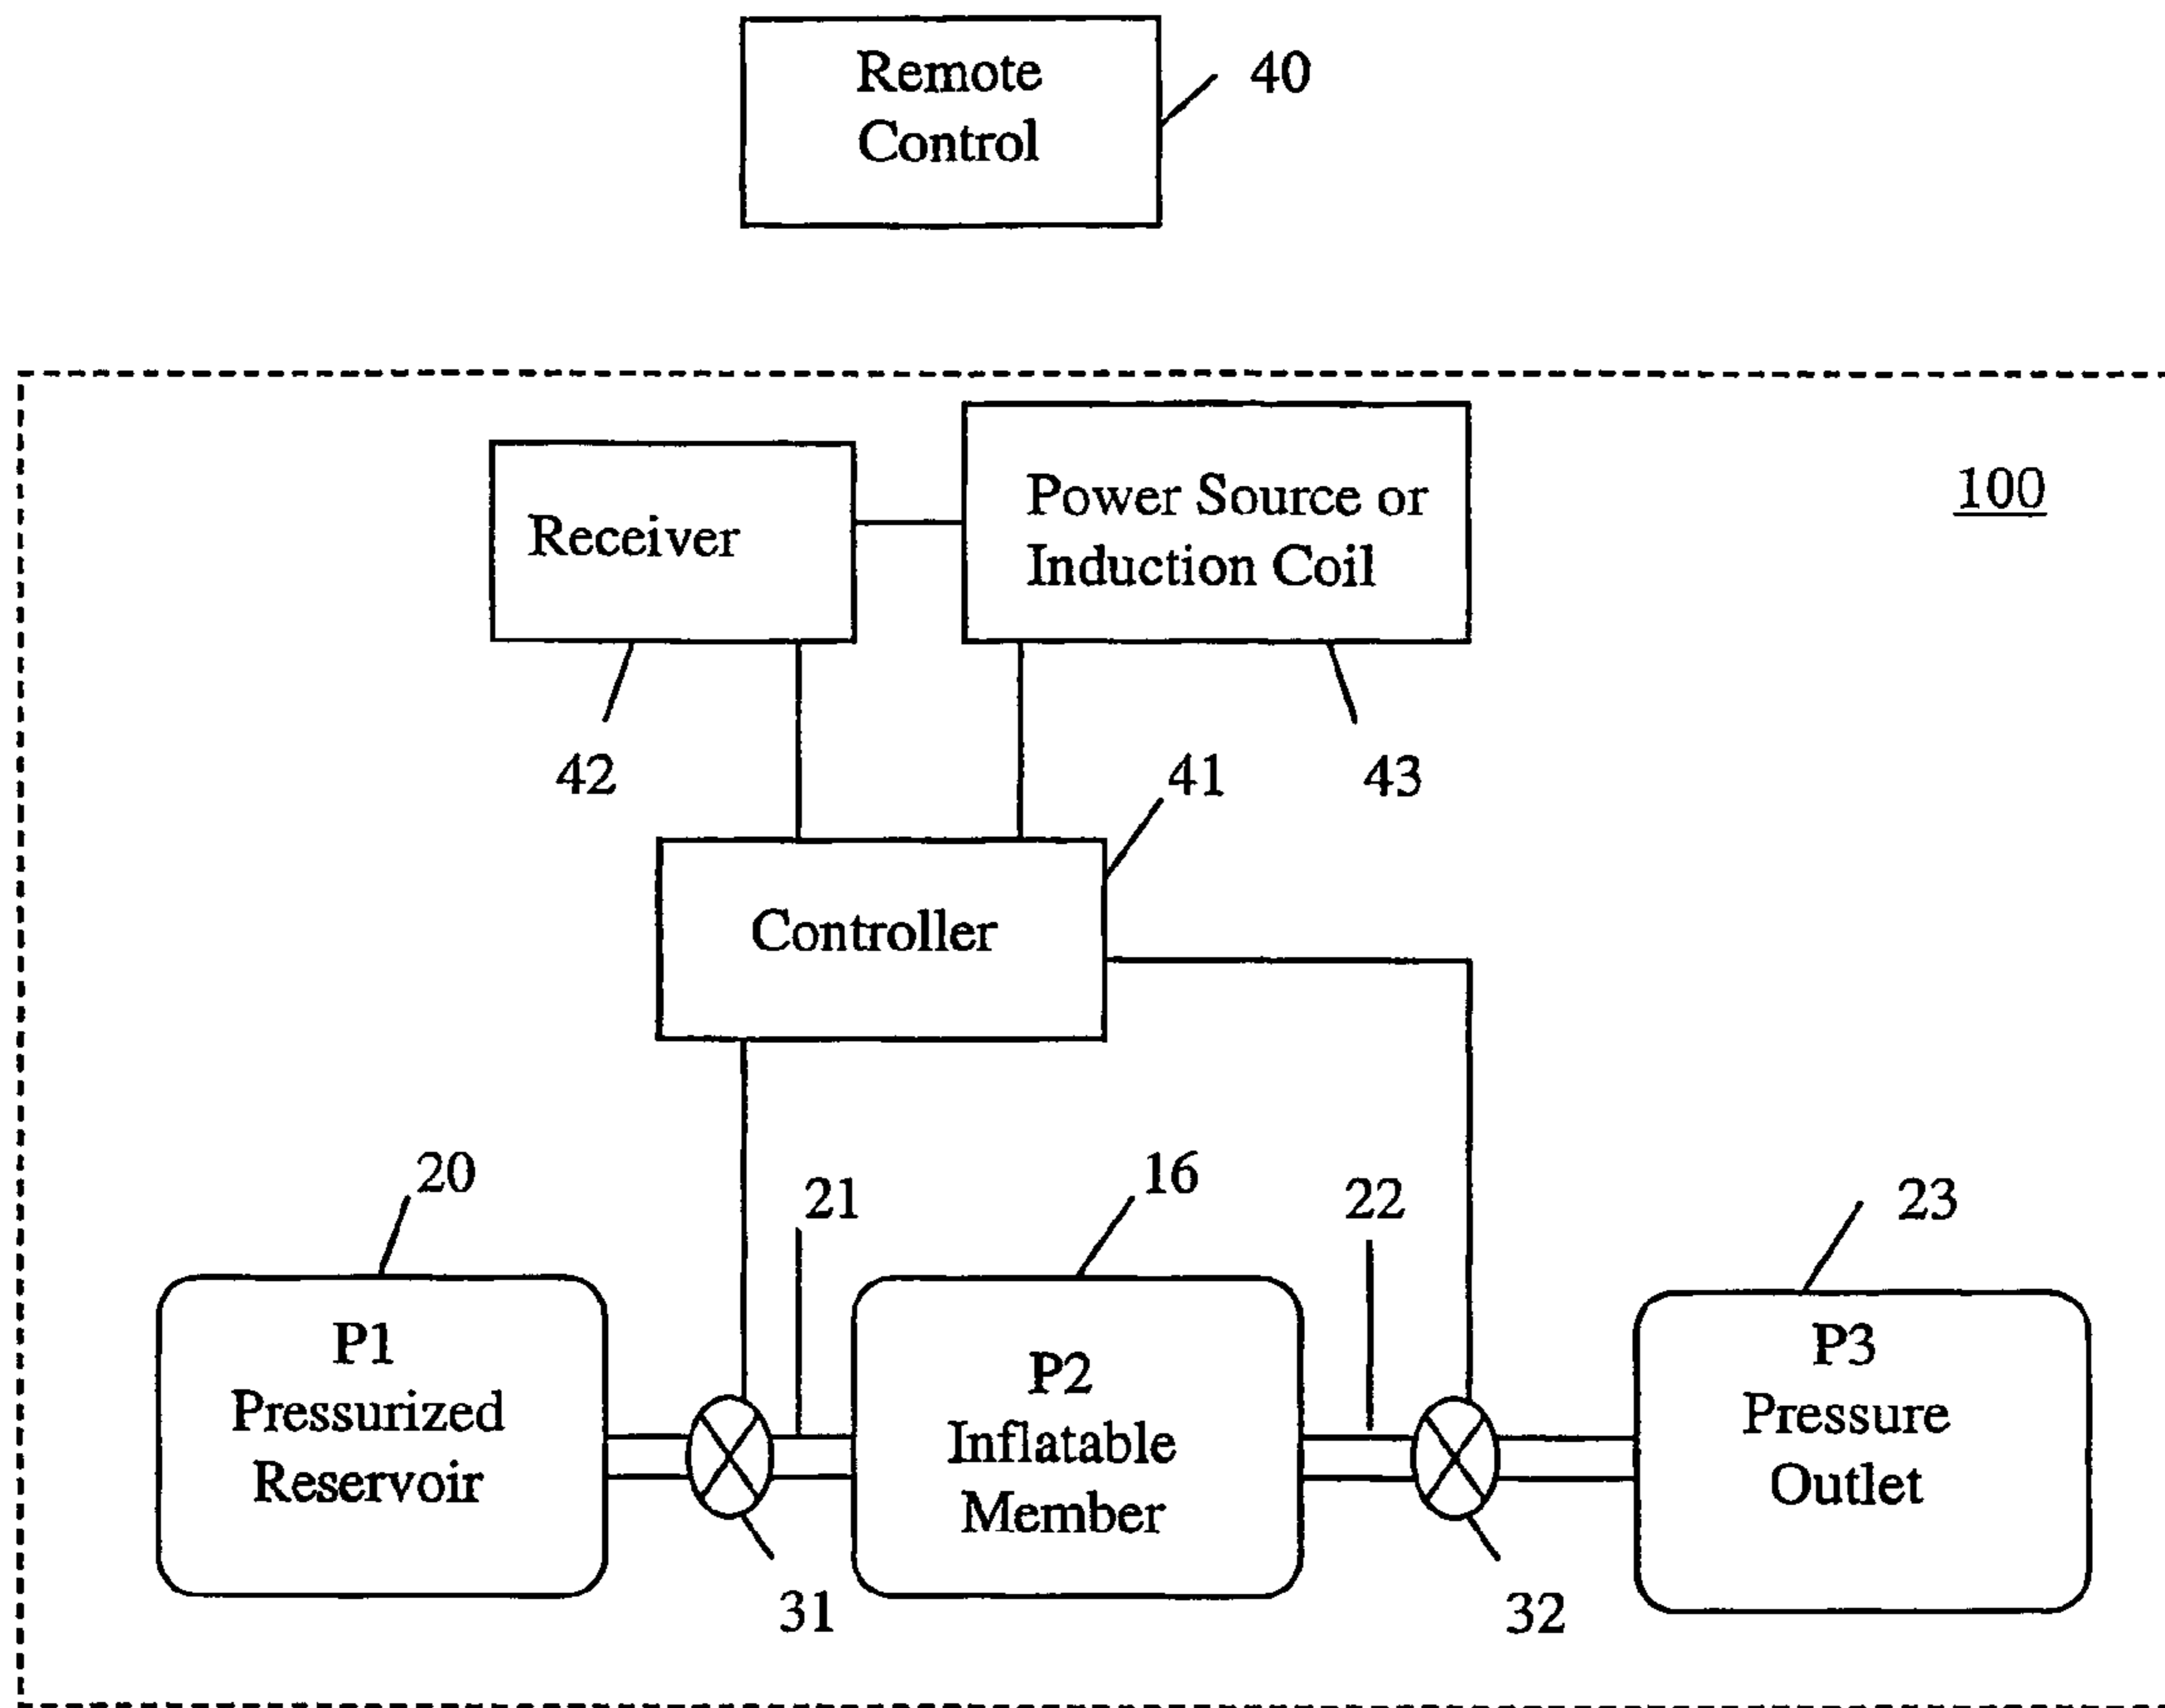 Remote
Control
40
100
Receiver
Power Source or
Induction Coil
42
43
41
Controller
20
21
16
22
23
P1
Pressurized
Reservoir
P2
Inflatable
Member
P3
Pressure
Outlet
31
32